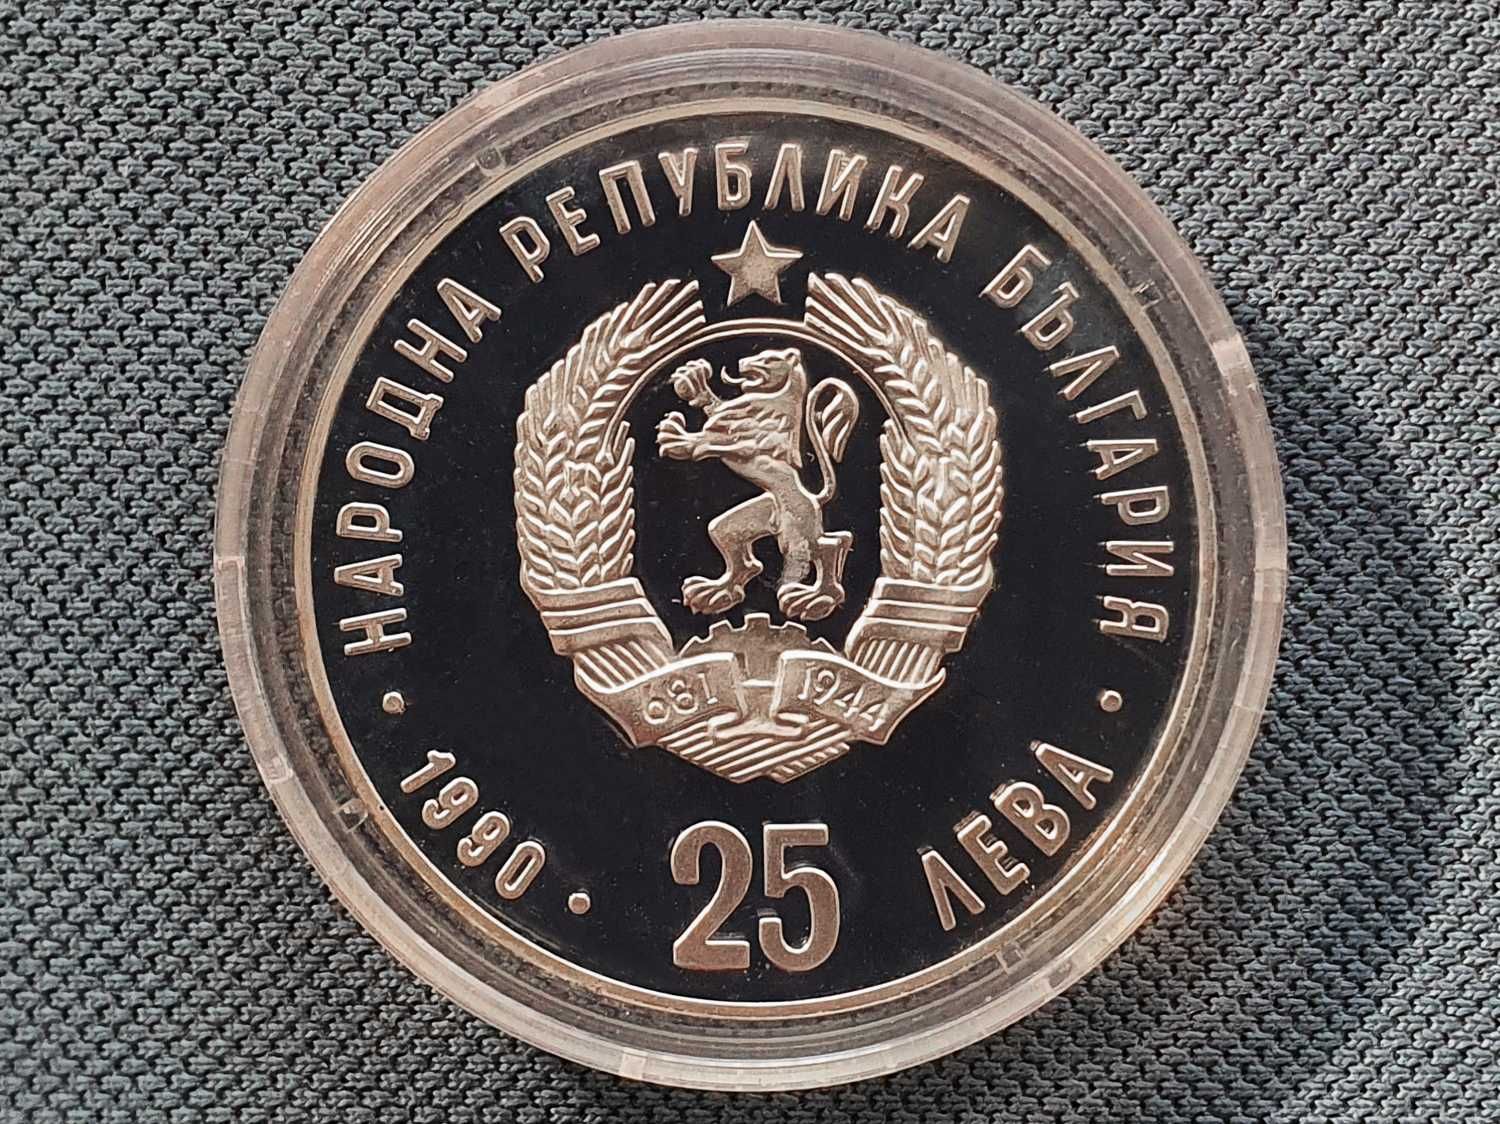 НАРОДНА РЕПУБЛИКА БЪЛГАРИЯ
681 1944
• 1990 • 25 ЛЕВА •